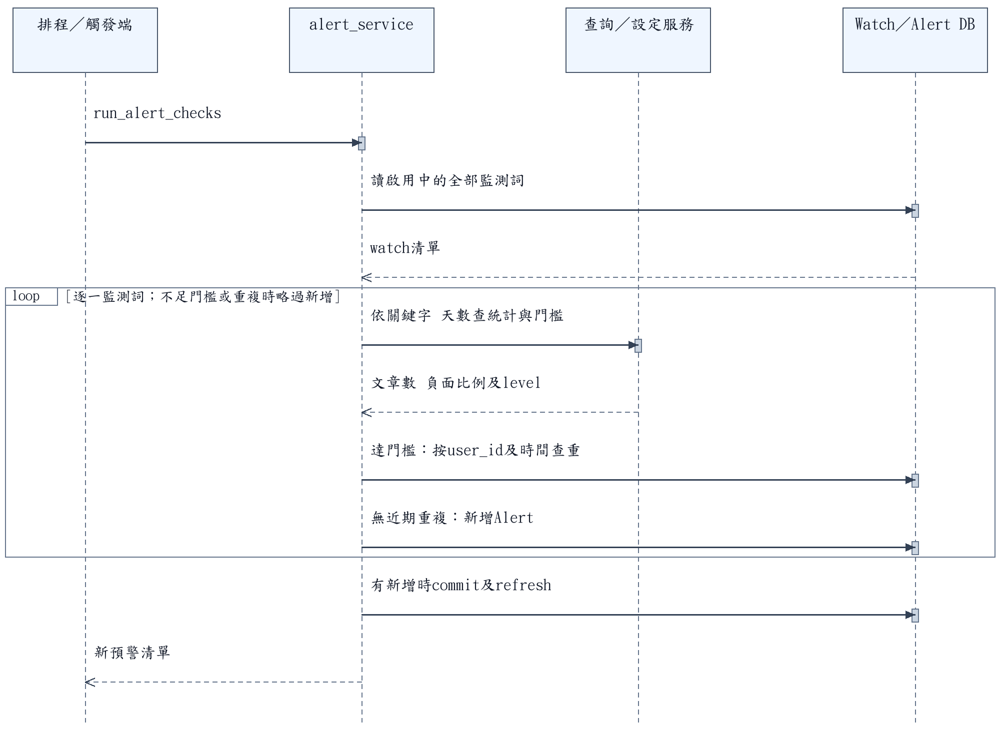 排程／觸發端
alert_service
查詢／設定服務
Watch／Alert DB
run_alert_checks
讀啟用中的全部監測詞
watch清單
loop
[逐一監測詞；不足門檻或重複時略過新增]
依關鍵字 天數查統計與門檻
文章數 負面比例及level
達門檻：按user_id及時間查重
無近期重複：新增Alert
有新增時commit及refresh
新預警清單